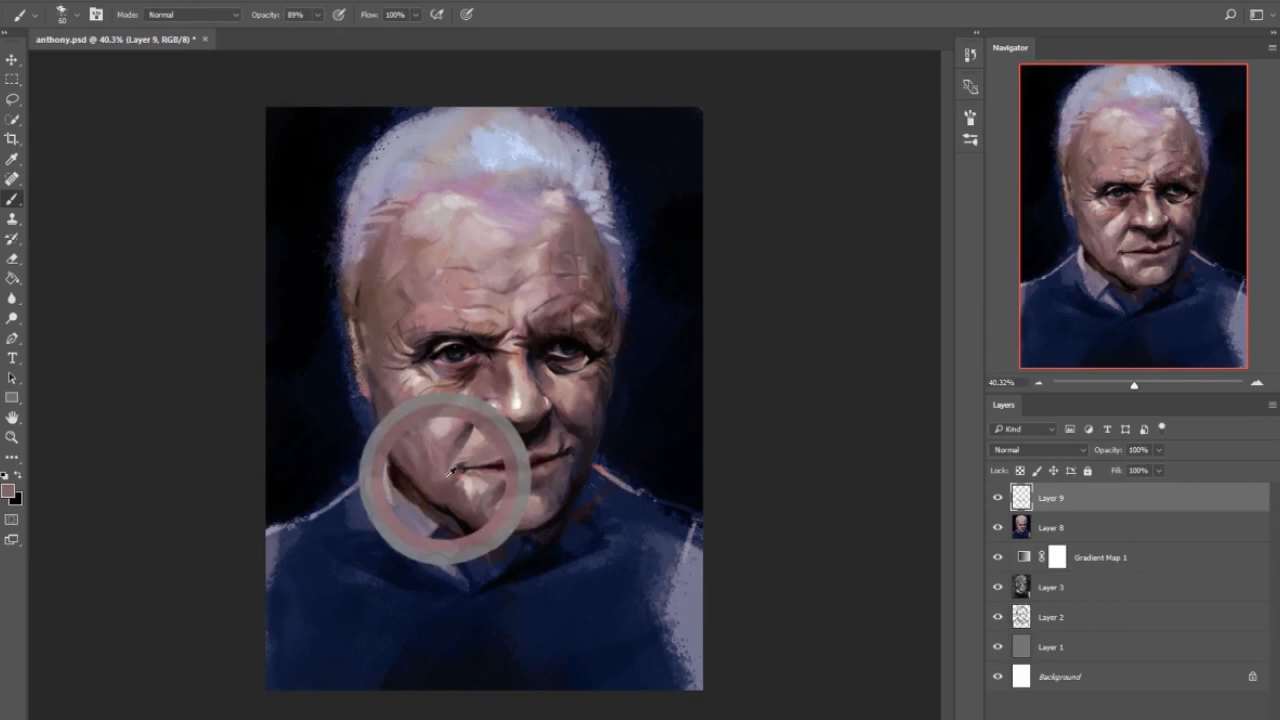 60 Mode: Normal Opacity: 89% Flow: 100%
anthony.psd @ 40.3% (Layer 9, RGB/8) * ×
Navigator
40.32%
Layers
Kind
Normal Opacity: 100%
Lock: Fill: 100%
Layer 9
Layer 8
Gradient Map 1
Layer 3
Layer 2
Layer 1
Background